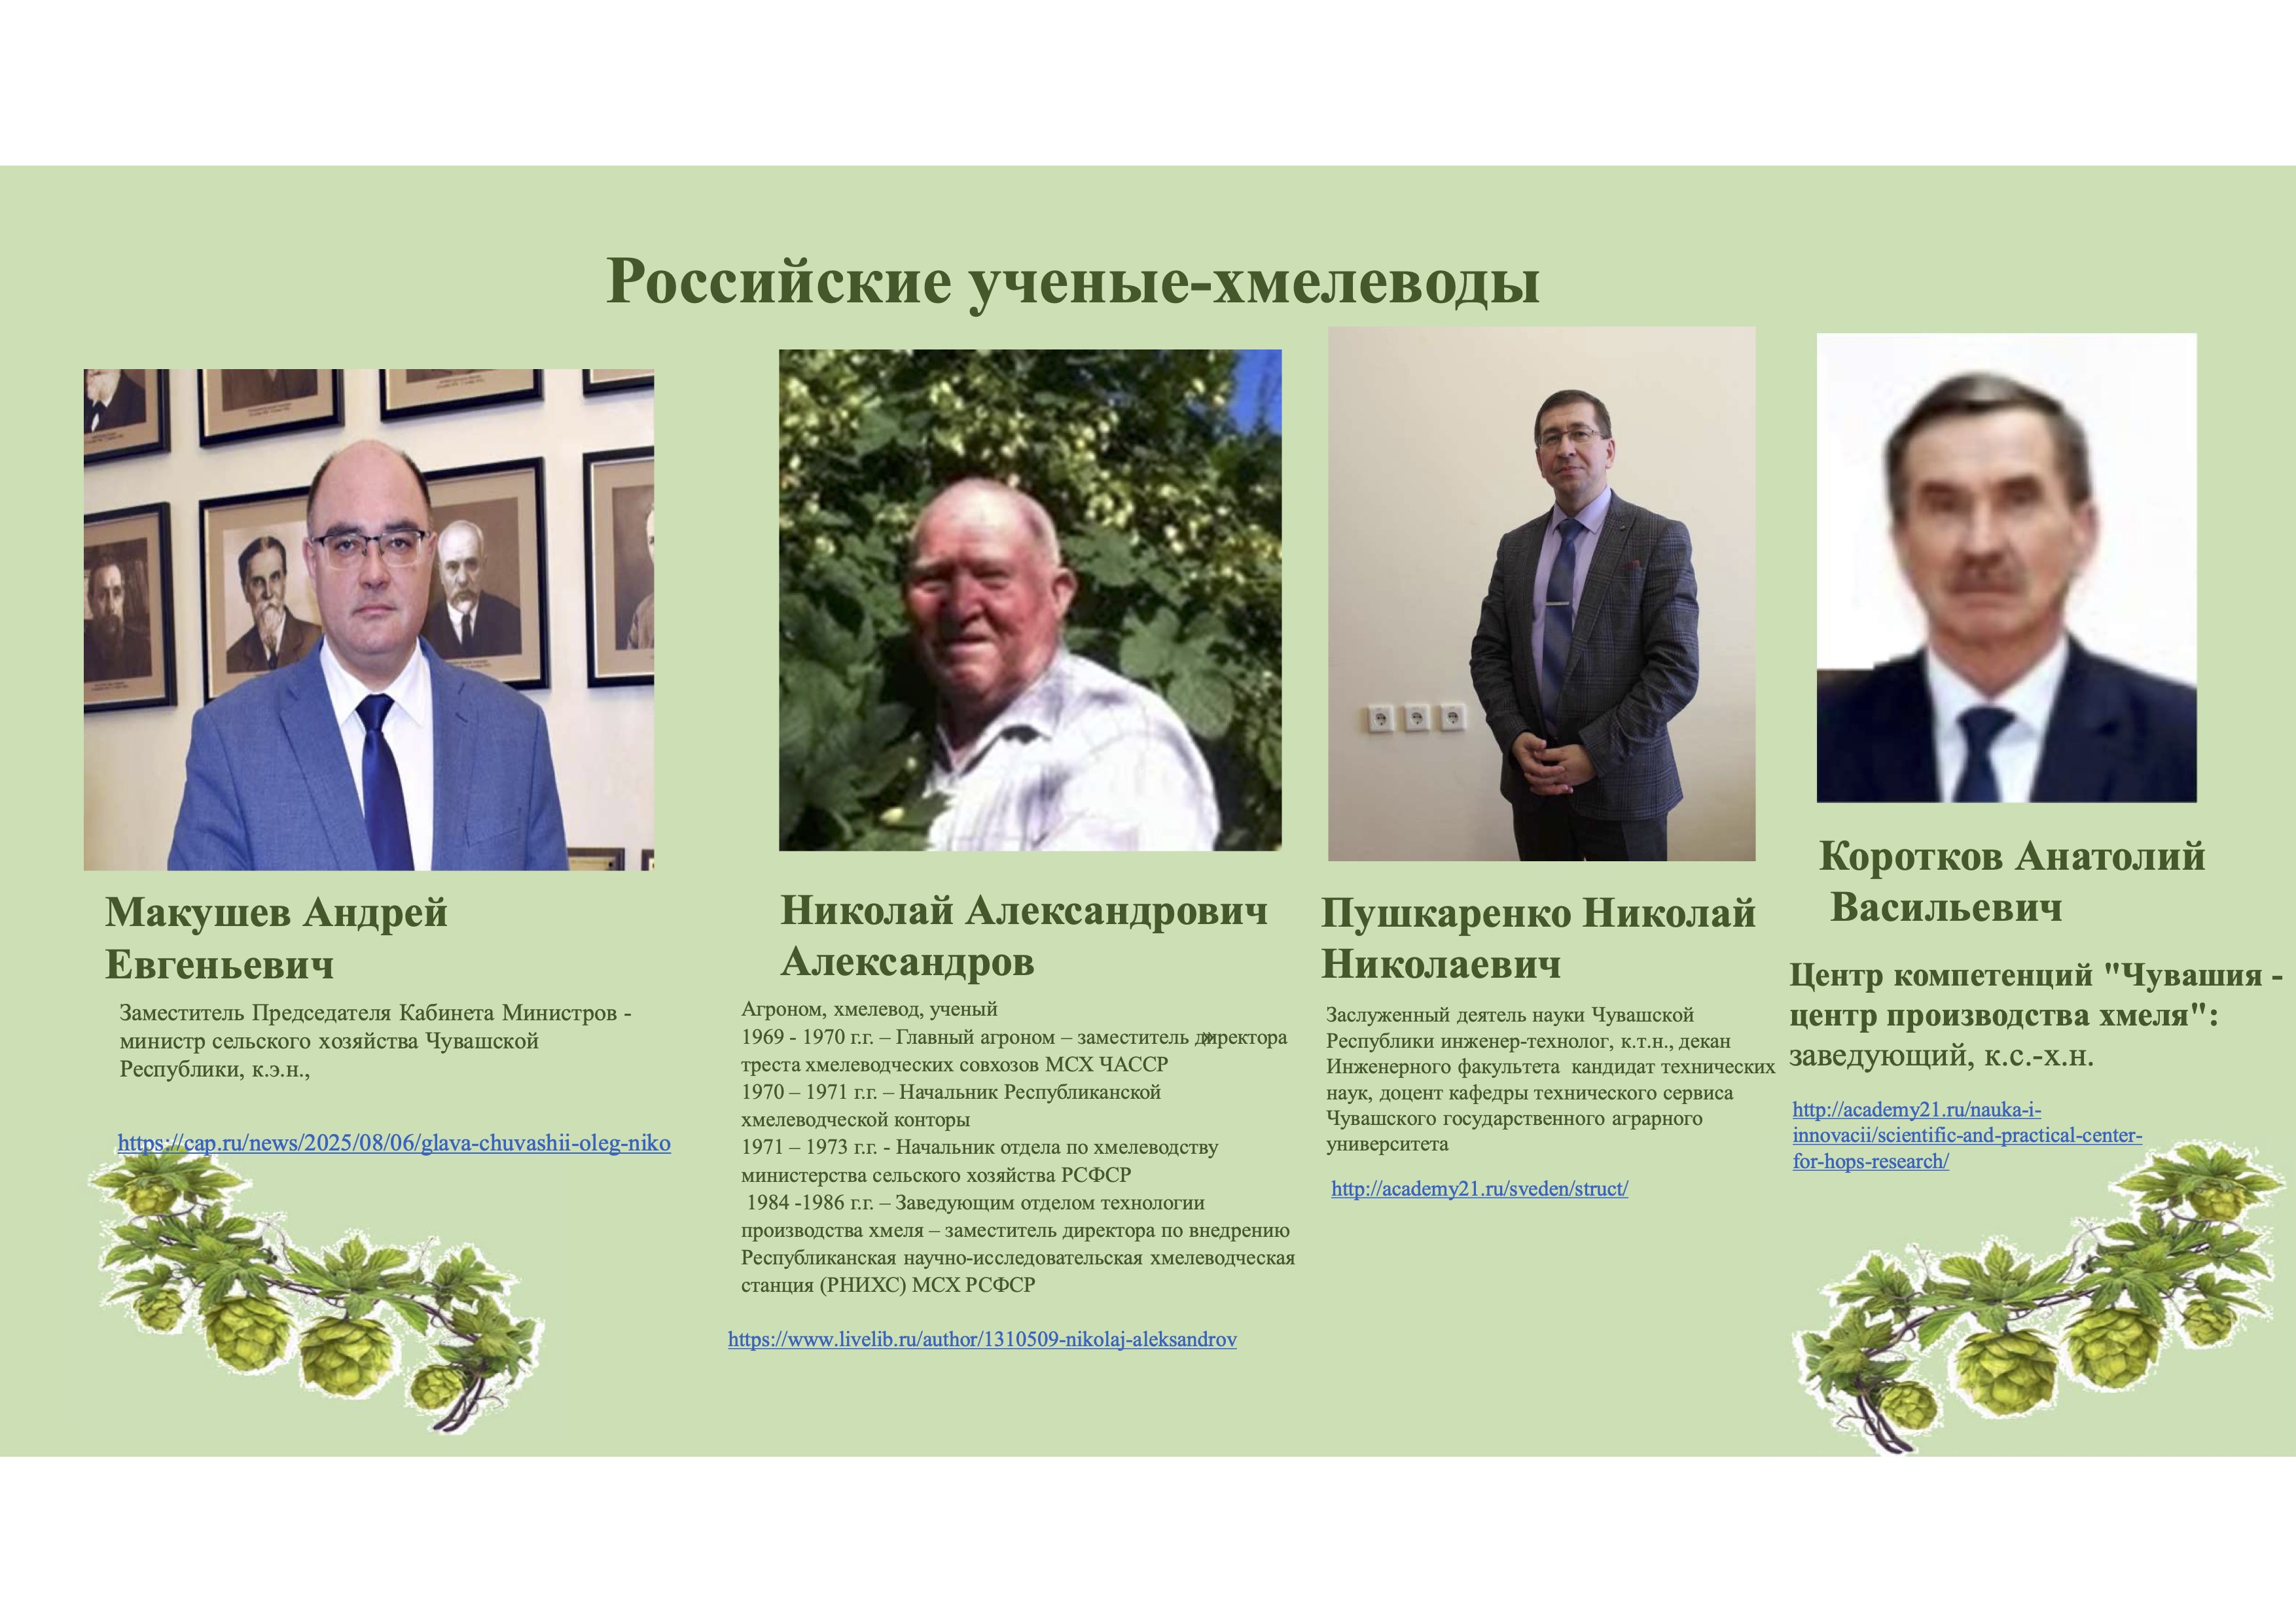 Российские ученые-хмелеводы
Макушев Андрей
Евгеньевич
Заместитель Председателя Кабинета Министров -
министр сельского хозяйства Чувашской
Республики, к.э.н.,
https://cap.ru/news/2025/08/06/glava-chuvashii-oleg-niko
Николай Александрович
Александров
Агроном, хмелевод, ученый
1969 - 1970 г.г. – Главный агроном – заместитель директора
треста хмелеводческих совхозов МСХ ЧАССР
1970 – 1971 г.г. – Начальник Республиканской
хмелеводческой конторы
1971 – 1973 г.г. - Начальник отдела по хмелеводству
министерства сельского хозяйства РСФСР
1984 -1986 г.г. – Заведующим отделом технологии
производства хмеля – заместитель директора по внедрению
Республиканская научно-исследовательская хмелеводческая
станция (РНИХС) МСХ РСФСР
https://www.livelib.ru/author/1310509-nikolaj-aleksandrov
Пушкаренко Николай
Николаевич
Заслуженный деятель науки Чувашской
Республики инженер-технолог, к.т.н., декан
Инженерного факультета кандидат технических
наук, доцент кафедры технического сервиса
Чувашского государственного аграрного
университета
http://academy21.ru/sveden/struct/
Коротков Анатолий
Васильевич
Центр компетенций "Чувашия -
центр производства хмеля":
заведующий, к.с.-х.н.
http://academy21.ru/nauka-i-
innovacii/scientific-and-practical-center-
for-hops-research/